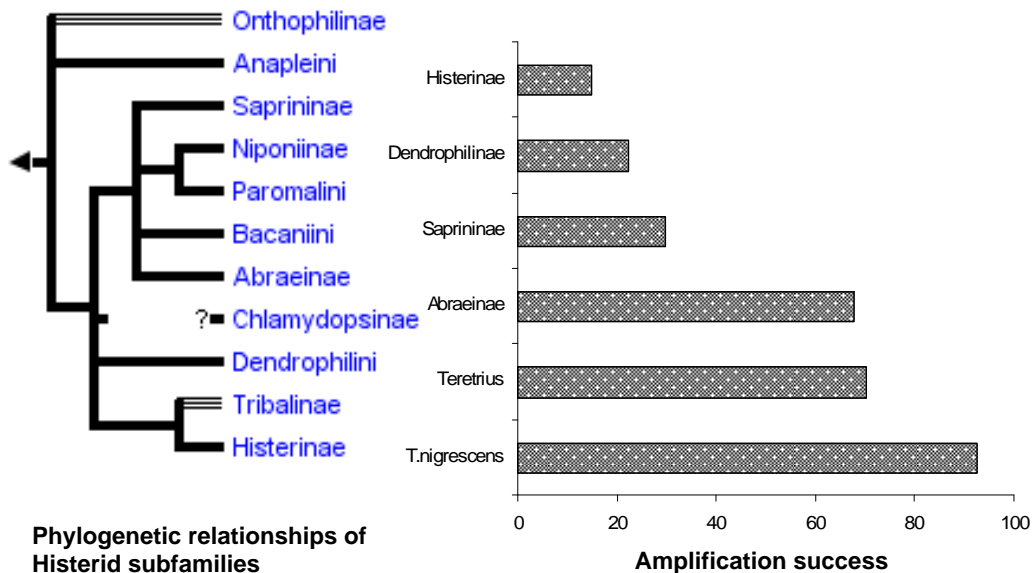 Onthophilinae
Anapleini
Saprininae
Niponiinae
Paromalini
Bacaniini
Abraeinae
?
Chlamydopsinae
Dendrophilini
Tribalinae
Histerinae
Phylogenetic relationships of
Histerid subfamilies
Histerinae
Dendrophilinae
Saprininae
Abraeinae
Teretrius
T.nigrescens
0 20 40 60 80 100
Amplification success